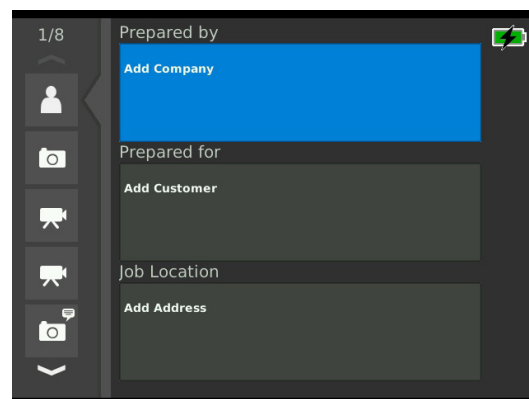 1/8
Prepared by
Add Company
Prepared for
Add Customer
Job Location
Add Address